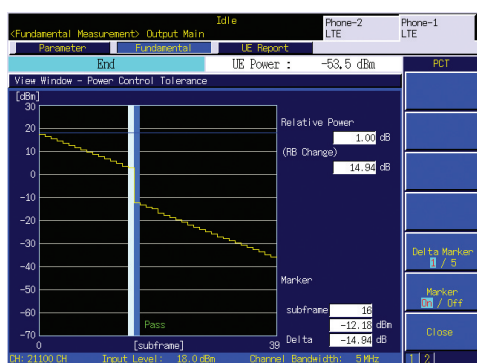 Idle
Phone-2
LTE
Phone-1
LTE
<Fundamental Measurement> Output Main
Parameter
Fundamental
UE Report
End
UE Power :
-53.5 dBm
PCT
View Window - Power Control Tolerance
[dBm]
30
20
10
0
-10
-20
-30
-40
-50
-60
-70
0
[subframe]
39
Pass
Relative Power
1.00 dB
(RB Change)
14.94 dB
Marker
subframe
16
-12.18 dBm
Delta
-14.94 dB
Delta Marker
1 / 5
Marker
On / Off
Close
CH: 21100 CH
Input Level: 18.0 dBm
Channel Bandwidth: 5 MHz
1 2